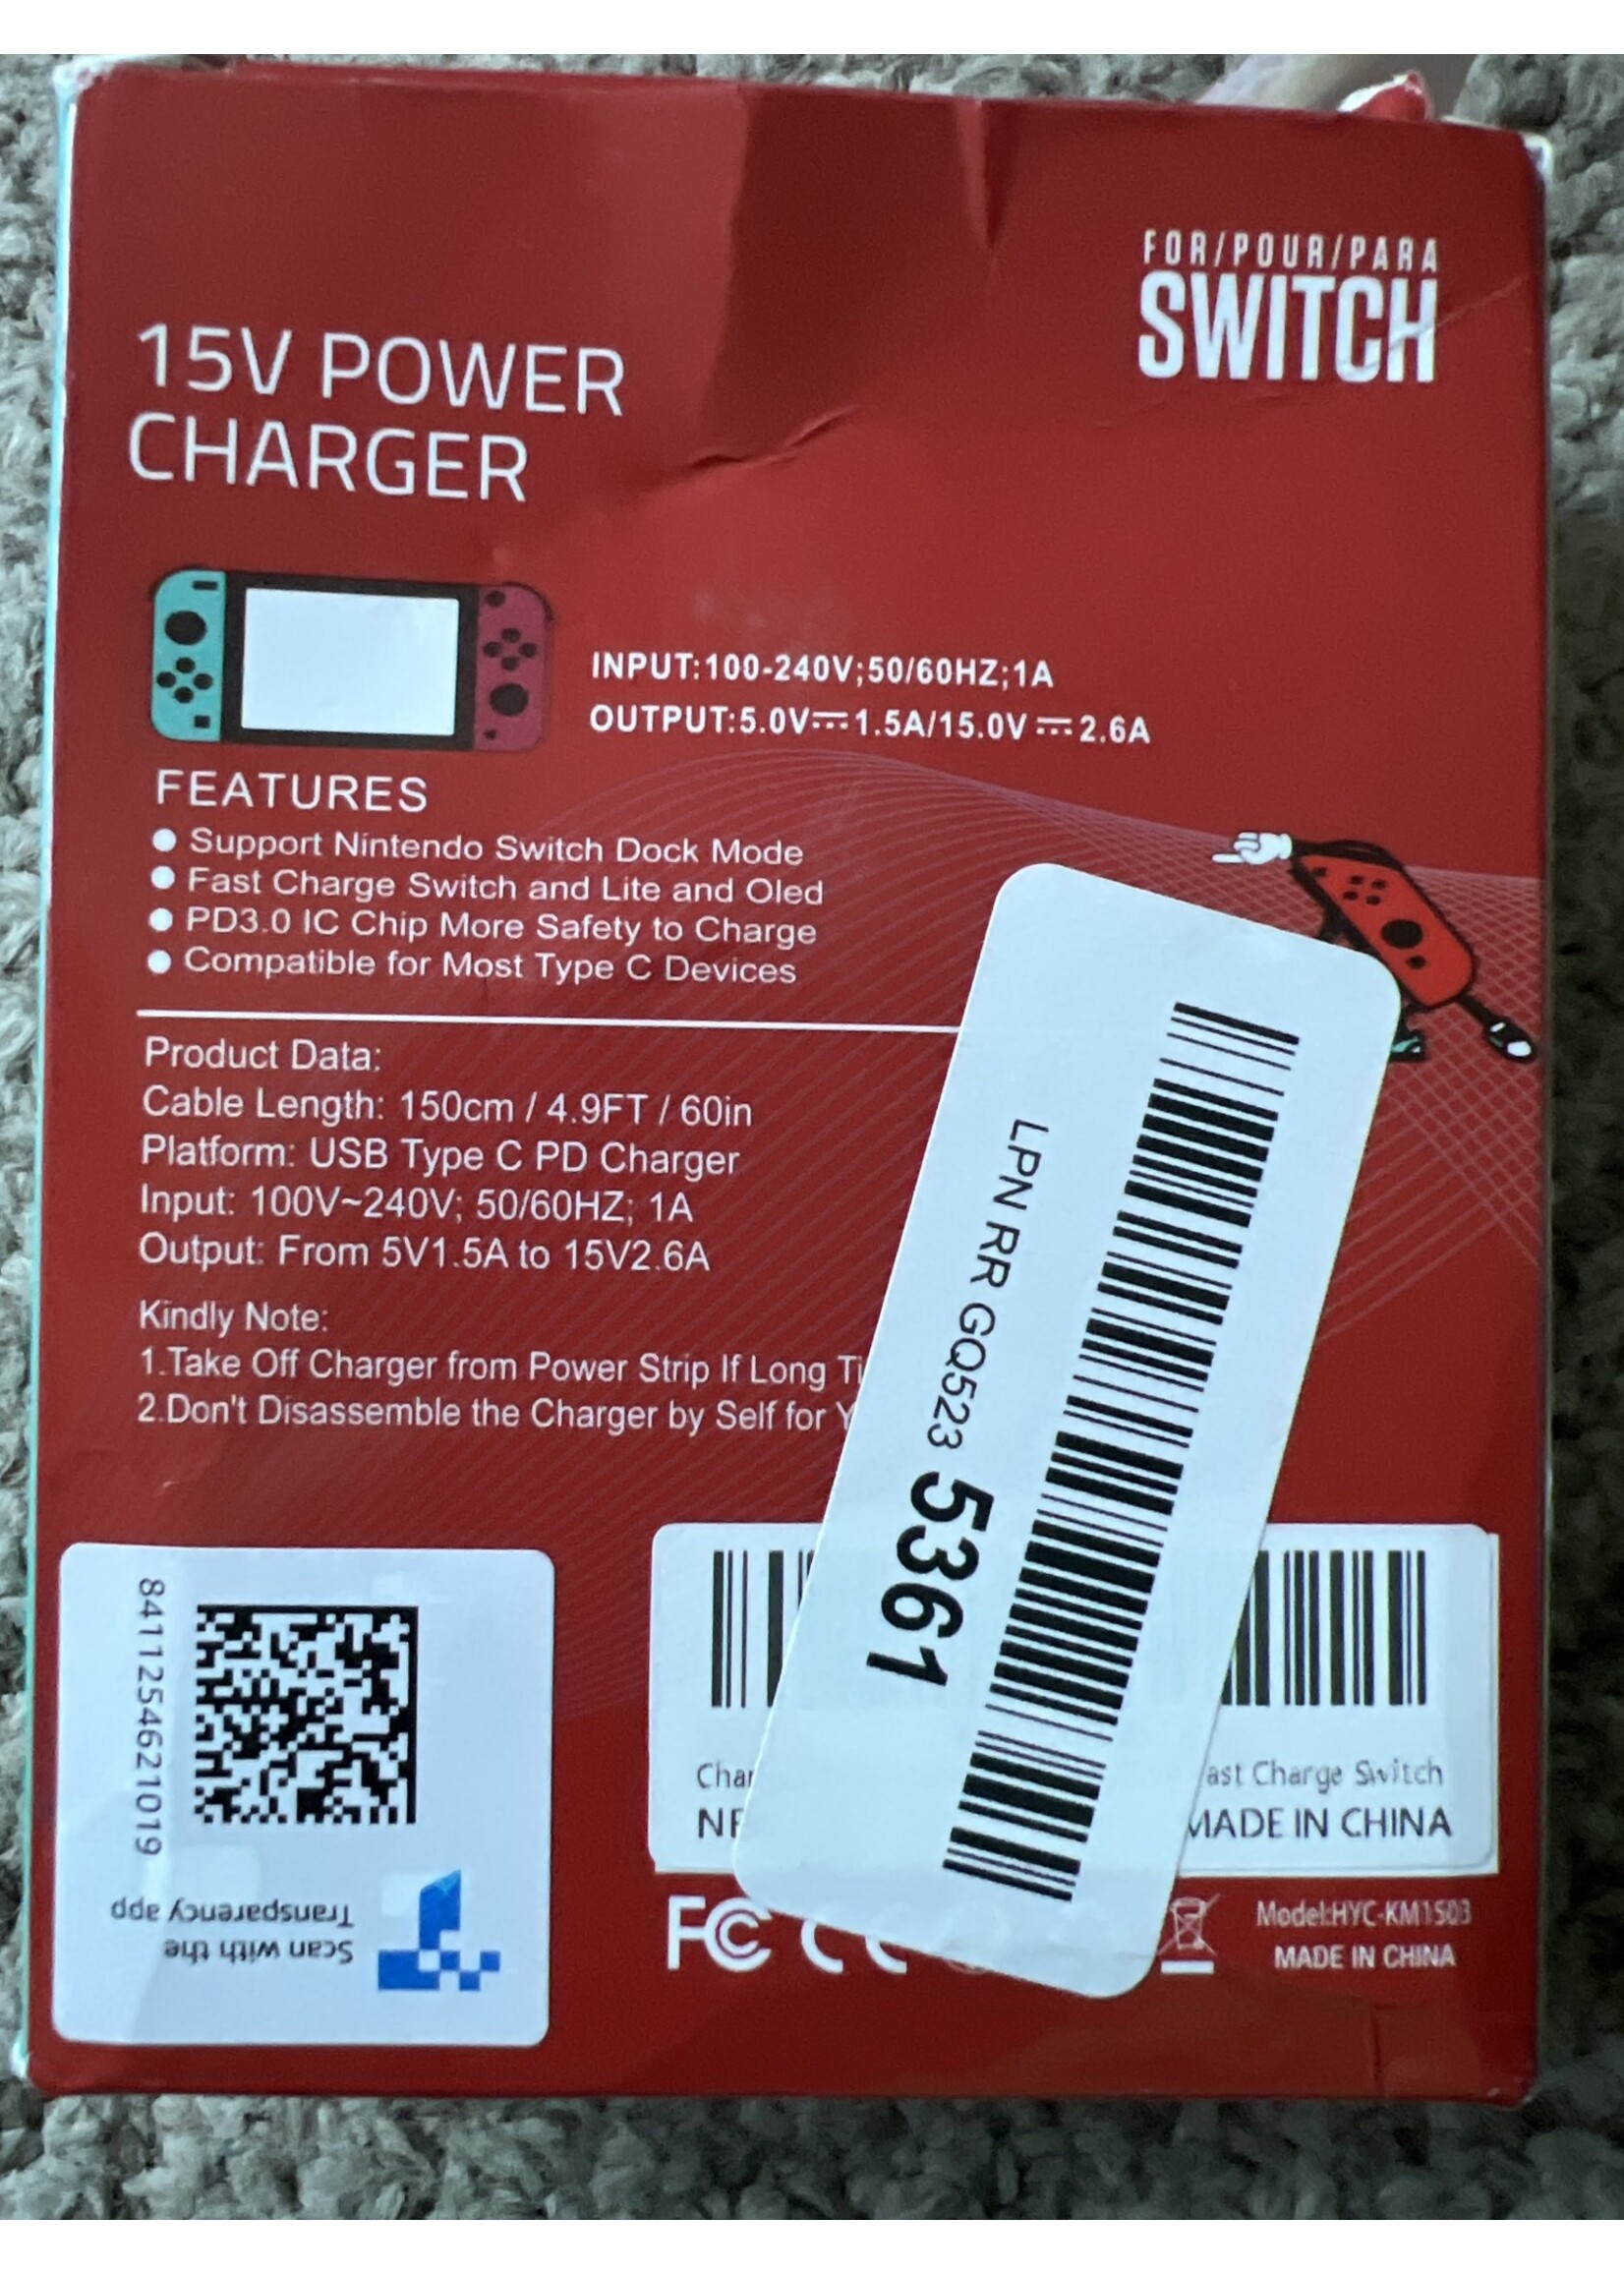 FOR/POUR/PARA
SWITCH
15V POWER
CHARGER
INPUT:100-240V;50/60HZ;1A
OUTPUT:5.0V⎓1.5A/15.0V⎓2.6A
FEATURES
● Support Nintendo Switch Dock Mode
● Fast Charge Switch and Lite and Oled
● PD3.0 IC Chip More Safety to Charge
● Compatible for Most Type C Devices
Product Data:
Cable Length: 150cm / 4.9FT / 60in
Platform: USB Type C PD Charger
Input: 100V~240V; 50/60HZ; 1A
Output: From 5V1.5A to 15V2.6A
Kindly Note:
1.Take Off Charger from Power Strip If Long
2.Don't Disassemble the Charger by Self for
LPN RR GQ523 5361
8411254621019
Scan with the
Transparency app
Charge Switch
MADE IN CHINA
FC CE
Model:HYC-KM1503
MADE IN CHINA